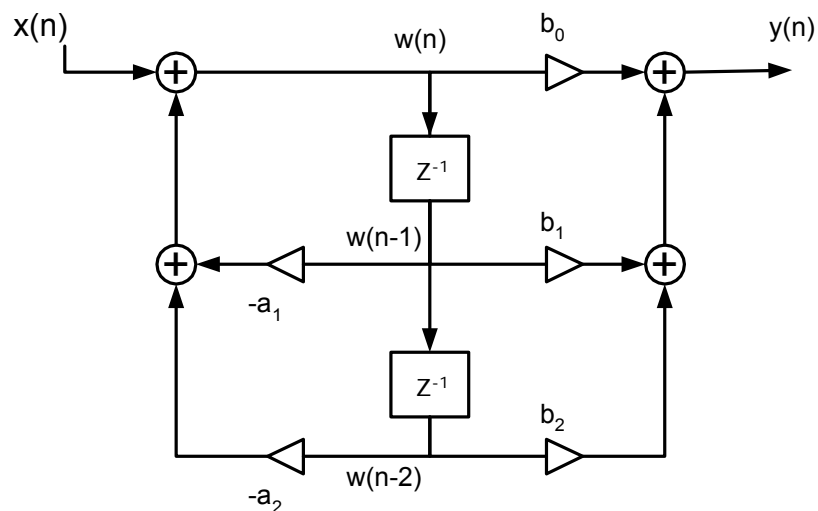 x(n)
w(n)
b₀
y(n)
Z⁻¹
w(n-1)
b₁
-a₁
Z⁻¹
b₂
w(n-2)
-a₂